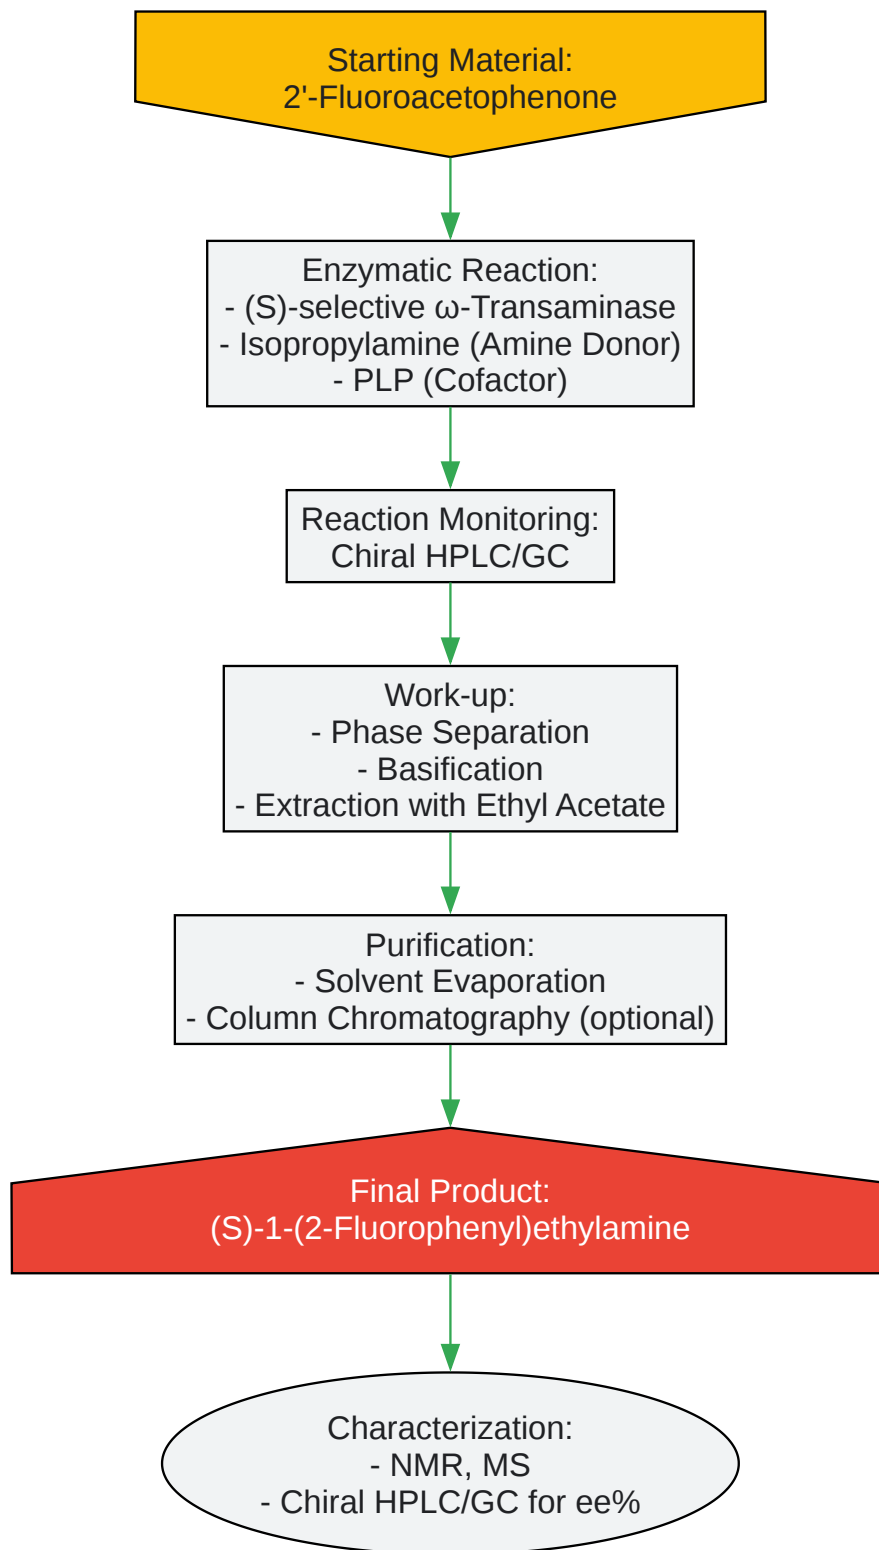 Starting Material:
2'-Fluoroacetophenone
Enzymatic Reaction:
- (S)-selective ω-Transaminase
- Isopropylamine (Amine Donor)
- PLP (Cofactor)
Reaction Monitoring:
Chiral HPLC/GC
Work-up:
- Phase Separation
- Basification
- Extraction with Ethyl Acetate
Purification:
- Solvent Evaporation
- Column Chromatography (optional)
Final Product:
(S)-1-(2-Fluorophenyl)ethylamine
Characterization:
- NMR, MS
- Chiral HPLC/GC for ee%